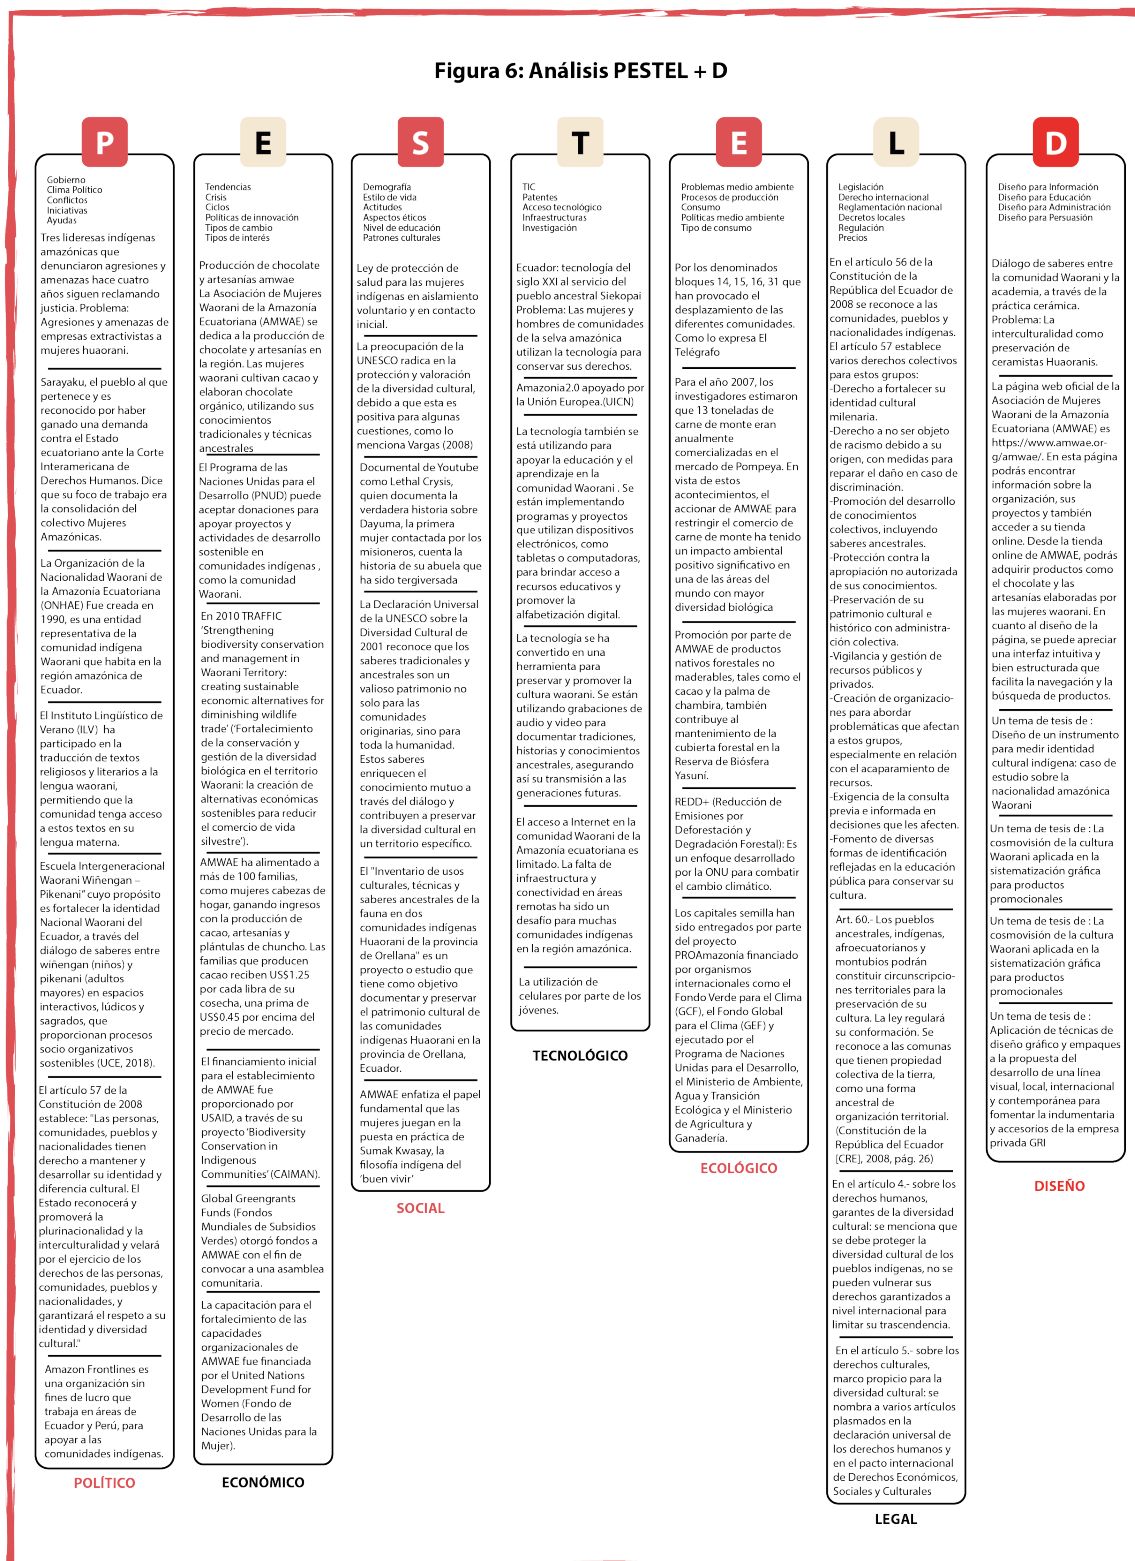 Figura 6: Análisis PESTEL + D
P
Gobierno
Clima Político
Conflictos
Iniciativas
Ayudas
Tres lideresas indígenas
amazónicas que
denunciaron agresiones y
amenazas hace cuatro
años siguen reclamando
justicia. Problema:
Agresiones y amenazas de
empresas extractivistas a
mujeres huaorani.
Sarayaku, el pueblo al que
pertenece y es
reconocido por haber
ganado una demanda
contra el Estado
ecuatoriano ante la Corte
Interamericana de
Derechos Humanos. Dice
que su foco de trabajo era
la consolidación del
colectivo Mujeres
Amazónicas.
La Organización de la
Nacionalidad Waorani de
la Amazonía Ecuatoriana
(ONHAE) Fue creada en
1990, es una entidad
representativa de la
comunidad indígena
Waorani que habita en la
región amazónica de
Ecuador.
El Instituto Lingüístico de
Verano (ILV) ha
participado en la
traducción de textos
religiosos y literarios a la
lengua waorani,
permitiendo que la
comunidad tenga acceso
a estos textos en su
lengua materna.
Escuela Intergeneracional
Waorani Wiñengan –
Pikenani" cuyo propósito
es fortalecer la identidad
Nacional Waorani del
Ecuador, a través del
diálogo de saberes entre
wiñengan (niños) y
pikenani (adultos
mayores) en espacios
interactivos, lúdicos y
sagrados, que
proporcionan procesos
socio organizativos
sostenibles (UCE, 2018).
El artículo 57 de la
Constitución de 2008
establece: "Las personas,
comunidades, pueblos y
nacionalidades tienen
derecho a mantener y
desarrollar su identidad y
diferencia cultural. El
Estado reconocerá y
promoverá la
plurinacionalidad y la
interculturalidad y velará
por el ejercicio de los
derechos de las personas,
comunidades, pueblos y
nacionalidades, y
garantizará el respeto a su
identidad y diversidad
cultural."
Amazon Frontlines es
una organización sin
fines de lucro que
trabaja en áreas de
Ecuador y Perú, para
apoyar a las
comunidades indígenas.
POLÍTICO
E
Tendencias
Crisis
Ciclos
Políticas de innovación
Tipos de cambio
Tipos de interés
Producción de chocolate
y artesanías amwae
La Asociación de Mujeres
Waorani de la Amazonía
Ecuatoriana (AMWAE) se
dedica a la producción de
chocolate y artesanías en
la región. Las mujeres
waorani cultivan cacao y
elaboran chocolate
orgánico, utilizando sus
conocimientos
tradicionales y técnicas
ancestrales
El Programa de las
Naciones Unidas para el
Desarrollo (PNUD) puede
aceptar donaciones para
apoyar proyectos y
actividades de desarrollo
sostenible en
comunidades indígenas ,
como la comunidad
Waorani.
En 2010 TRAFFIC
‘Strengthening
biodiversity conservation
and management in
Waorani Territory:
creating sustainable
economic alternatives for
diminishing wildlife
trade’ (‘Fortalecimiento
de la conservación y
gestión de la diversidad
biológica en el territorio
Waorani: la creación de
alternativas económicas
sostenibles para reducir
el comercio de vida
silvestre’).
AMWAE ha alimentado a
más de 100 familias,
como mujeres cabezas de
hogar, ganando ingresos
con la producción de
cacao, artesanías y
plántulas de chuncho. Las
familias que producen
cacao reciben US$1.25
por cada libra de su
cosecha, una prima de
US$0.45 por encima del
precio de mercado.
El financiamiento inicial
para el establecimiento
de AMWAE fue
proporcionado por
USAID, a través de su
proyecto ‘Biodiversity
Conservation in
Indigenous
Communities’ (CAIMAN).
Global Greengrants
Funds (Fondos
Mundiales de Subsidios
Verdes) otorgó fondos a
AMWAE con el fin de
convocar a una asamblea
comunitaria.
La capacitación para el
fortalecimiento de las
capacidades
organizacionales de
AMWAE fue financiada
por el United Nations
Development Fund for
Women (Fondo de
Desarrollo de las
Naciones Unidas para la
Mujer).
ECONÓMICO
S
Demografía
Estilo de vida
Actitudes
Aspectos éticos
Nivel de educación
Patrones culturales
Ley de protección de
salud para las mujeres
indígenas en aislamiento
voluntario y en contacto
inicial.
La preocupación de la
UNESCO radica en la
protección y valoración
de la diversidad cultural,
debido a que esta es
positiva para algunas
cuestiones, como lo
menciona Vargas (2008)
Documental de Youtube
como Lethal Crysis,
quien documenta la
verdadera historia sobre
Dayuma, la primera
mujer contactada por los
misioneros, cuenta la
historia de su abuela que
ha sido tergiversada
La Declaración Universal
de la UNESCO sobre la
Diversidad Cultural de
2001 reconoce que los
saberes tradicionales y
ancestrales son un
valioso patrimonio no
solo para las
comunidades
originarias, sino para
toda la humanidad.
Estos saberes
enriquecen el
conocimiento mutuo a
través del diálogo y
contribuyen a preservar
la diversidad cultural en
un territorio específico.
El "Inventario de usos
culturales, técnicas y
saberes ancestrales de la
fauna en dos
comunidades indígenas
Huaorani de la provincia
de Orellana" es un
proyecto o estudio que
tiene como objetivo
documentar y preservar
el patrimonio cultural de
las comunidades
indígenas Huaorani en la
provincia de Orellana,
Ecuador.
AMWAE enfatiza el papel
fundamental que las
mujeres juegan en la
puesta en práctica de
Sumak Kwasay, la
filosofía indígena del
‘buen vivir’
SOCIAL
T
TIC
Patentes
Acceso tecnológico
Infraestructuras
Investigación
Ecuador: tecnología del
siglo XXI al servicio del
pueblo ancestral Siekopai
Problema: Las mujeres y
hombres de comunidades
de la selva amazónica
utilizan la tecnología para
conservar sus derechos.
Amazonia2.0 apoyado por
la Unión Europea.(UICN)
La tecnología también se
está utilizando para
apoyar la educación y el
aprendizaje en la
comunidad Waorani . Se
están implementando
programas y proyectos
que utilizan dispositivos
electrónicos, como
tabletas o computadoras,
para brindar acceso a
recursos educativos y
promover la
alfabetización digital.
La tecnología se ha
convertido en una
herramienta para
preservar y promover la
cultura waorani. Se están
utilizando grabaciones de
audio y video para
documentar tradiciones,
historias y conocimientos
ancestrales, asegurando
así su transmisión a las
generaciones futuras.
El acceso a Internet en la
comunidad Waorani de la
Amazonía ecuatoriana es
limitado. La falta de
infraestructura y
conectividad en áreas
remotas ha sido un
desafío para muchas
comunidades indígenas
en la región amazónica.
La utilización de
celulares por parte de los
jóvenes.
TECNOLÓGICO
E
Problemas medio ambiente
Procesos de producción
Consumo
Políticas medio ambiente
Tipo de consumo
Por los denominados
bloques 14, 15, 16, 31 que
han provocado el
desplazamiento de las
diferentes comunidades.
Como lo expresa El
Telégrafo
Para el año 2007, los
investigadores estimaron
que 13 toneladas de
carne de monte eran
anualmente
comercializadas en el
mercado de Pompeya. En
vista de estos
acontecimientos, el
accionar de AMWAE para
restringir el comercio de
carne de monte ha tenido
un impacto ambiental
positivo significativo en
una de las áreas del
mundo con mayor
diversidad biológica
Promoción por parte de
AMWAE de productos
nativos forestales no
maderables, tales como el
cacao y la palma de
chambira, también
contribuye al
mantenimiento de la
cubierta forestal en la
Reserva de Biósfera
Yasuní.
REDD+ (Reducción de
Emisiones por
Deforestación y
Degradación Forestal): Es
un enfoque desarrollado
por la ONU para combatir
el cambio climático.
Los capitales semilla han
sido entregados por parte
del proyecto
PROAmazonía financiado
por organismos
internacionales como el
Fondo Verde para el Clima
(GCF), el Fondo Global
para el Clima (GEF) y
ejecutado por el
Programa de Naciones
Unidas para el Desarrollo,
el Ministerio de Ambiente,
Agua y Transición
Ecológica y el Ministerio
de Agricultura y
Ganadería.
ECOLÓGICO
L
Legislación
Derecho internacional
Reglamentación nacional
Decretos locales
Regulación
Precios
En el artículo 56 de la
Constitución de la
República del Ecuador de
2008 se reconoce a las
comunidades, pueblos y
nacionalidades indígenas.
El artículo 57 establece
varios derechos colectivos
para estos grupos:
-Derecho a fortalecer su
identidad cultural
milenaria.
-Derecho a no ser objeto
de racismo debido a su
origen, con medidas para
reparar el daño en caso de
discriminación.
-Promoción del desarrollo
de conocimientos
colectivos, incluyendo
saberes ancestrales.
-Protección contra la
apropiación no autorizada
de sus conocimientos.
-Preservación de su
patrimonio cultural e
histórico con administra-
ción colectiva.
-Vigilancia y gestión de
recursos públicos y
privados.
-Creación de organizacio-
nes para abordar
problemáticas que afectan
a estos grupos,
especialmente en relación
con el acaparamiento de
recursos.
-Exigencia de la consulta
previa e informada en
decisiones que les afecten.
-Fomento de diversas
formas de identificación
reflejadas en la educación
pública para conservar su
cultura.
Art. 60.- Los pueblos
ancestrales, indígenas,
afroecuatorianos y
montubios podrán
constituir circunscripcio-
nes territoriales para la
preservación de su
cultura. La ley regulará
su conformación. Se
reconoce a las comunas
que tienen propiedad
colectiva de la tierra,
como una forma
ancestral de
organización territorial.
(Constitución de la
República del Ecuador
[CRE], 2008, pág. 26)
En el artículo 4.- sobre los
derechos humanos,
garantes de la diversidad
cultural: se menciona que
se debe proteger la
diversidad cultural de los
pueblos indígenas, no se
pueden vulnerar sus
derechos garantizados a
nivel internacional para
limitar su trascendencia.
En el artículo 5.- sobre los
derechos culturales,
marco propicio para la
diversidad cultural: se
nombra a varios artículos
plasmados en la
declaración universal de
los derechos humanos y
en el pacto internacional
de Derechos Económicos,
Sociales y Culturales
LEGAL
D
Diseño para Información
Diseño para Educación
Diseño para Administración
Diseño para Persuasión
Diálogo de saberes entre
la comunidad Waorani y la
academia, a través de la
práctica cerámica.
Problema: La
interculturalidad como
preservación de
ceramistas Huaoranis.
La página web oficial de la
Asociación de Mujeres
Waorani de la Amazonía
Ecuatoriana (AMWAE) es
https://www.amwae.or-
g/amwae/. En esta página
podrás encontrar
información sobre la
organización, sus
proyectos y también
acceder a su tienda
online. Desde la tienda
online de AMWAE, podrás
adquirir productos como
el chocolate y las
artesanías elaboradas por
las mujeres waorani. En
cuanto al diseño de la
página, se puede apreciar
una interfaz intuitiva y
bien estructurada que
facilita la navegación y la
búsqueda de productos.
Un tema de tesis de :
Diseño de un instrumento
para medir identidad
cultural indígena: caso de
estudio sobre la
nacionalidad amazónica
Waorani
Un tema de tesis de : La
cosmovisión de la cultura
Waorani aplicada en la
sistematización gráfica
para productos
promocionales
Un tema de tesis de : La
cosmovisión de la cultura
Waorani aplicada en la
sistematización gráfica
para productos
promocionales
Un tema de tesis de :
Aplicación de técnicas de
diseño gráfico y empaques
a la propuesta del
desarrollo de una línea
visual, local, internacional
y contemporánea para
fomentar la indumentaria
y accesorios de la empresa
privada GRI
DISEÑO